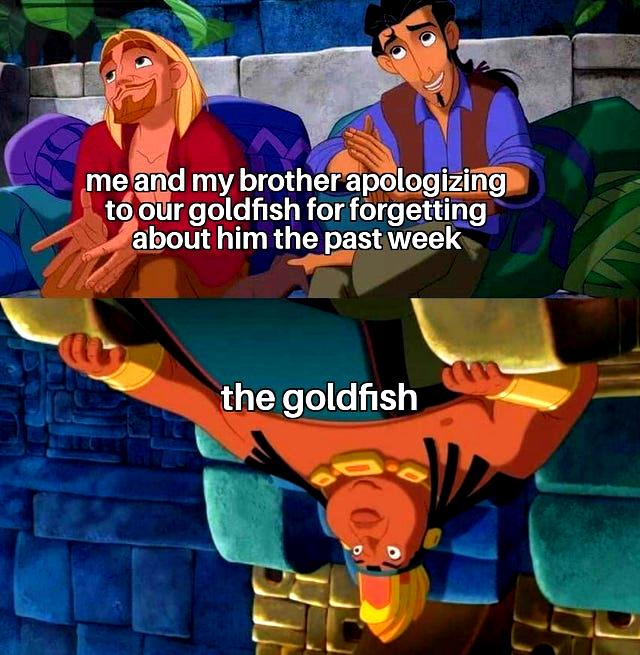 me and my brother apologizing
to our goldfish for forgetting
about him the past week
the goldfish